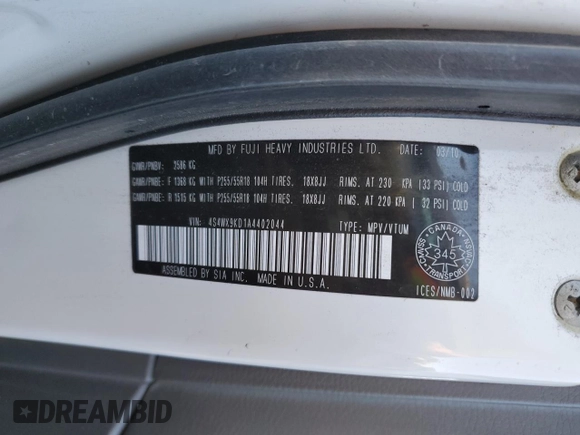 MFD BY FUJI HEAVY INDUSTRIES LTD. DATE: 03/10
GVWR/PNBV: 3586 KG
GAWR/PNBE: F 1368 KG WITH P255/55R18 104H TIRES. 18X8JJ RIMS. AT 230 KPA (33 PSI) COLD
GAWR/PNBE: R 1515 KG WITH P255/55R18 104H TIRES. 18X8JJ RIMS. AT 220 KPA ( 32 PSI) COLD
VIN: 4S4WX9KD1A4402044 TYPE: MPV/VTUM
CANADA
345
TRANSPORT
NSVAC
CMVSS
ASSEMBLED BY SIA INC. MADE IN U.S.A.
ICES/NMB-002
DREAMBID